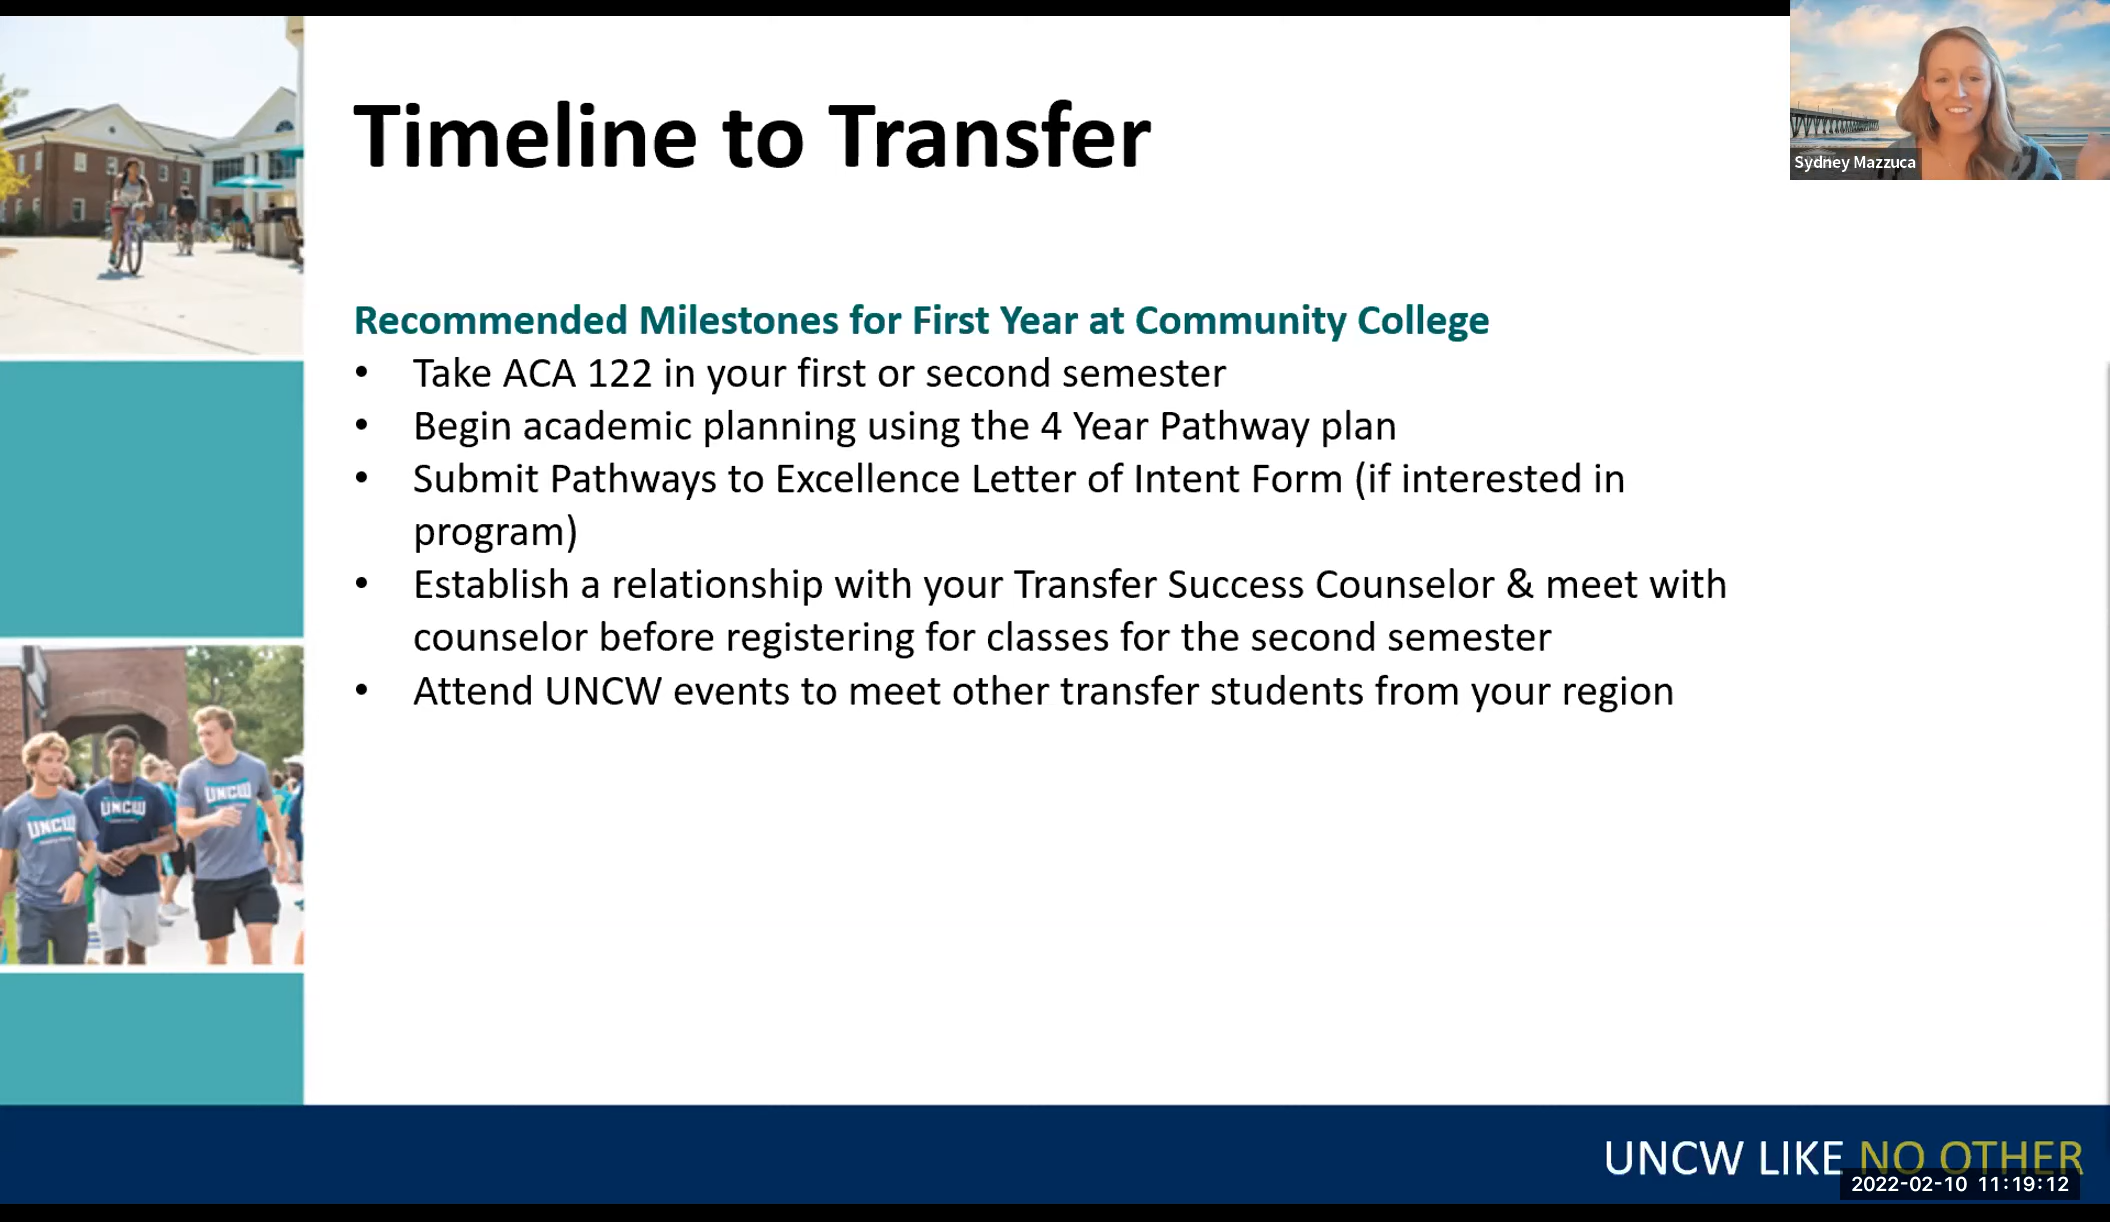 Timeline to Transfer
Sydney Mazzuca
Recommended Milestones for First Year at Community College
• Take ACA 122 in your first or second semester
• Begin academic planning using the 4 Year Pathway plan
• Submit Pathways to Excellence Letter of Intent Form (if interested in
program)
• Establish a relationship with your Transfer Success Counselor & meet with
counselor before registering for classes for the second semester
• Attend UNCW events to meet other transfer students from your region
UNCW
UNCW
UNCW
UNCW LIKE NO OTHER
2022-02-10 11:19:12